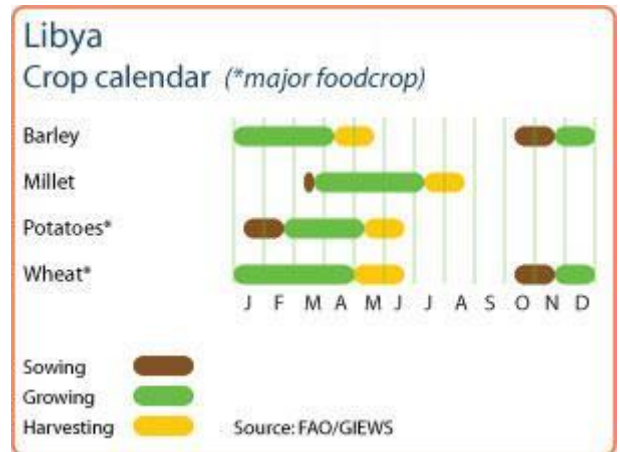 Libya
Crop calendar (*major foodcrop)
Barley
Millet
Potatoes*
Wheat*
J F M A M J J A S O N D
Sowing
Growing
Harvesting Source: FAO/GIEWS